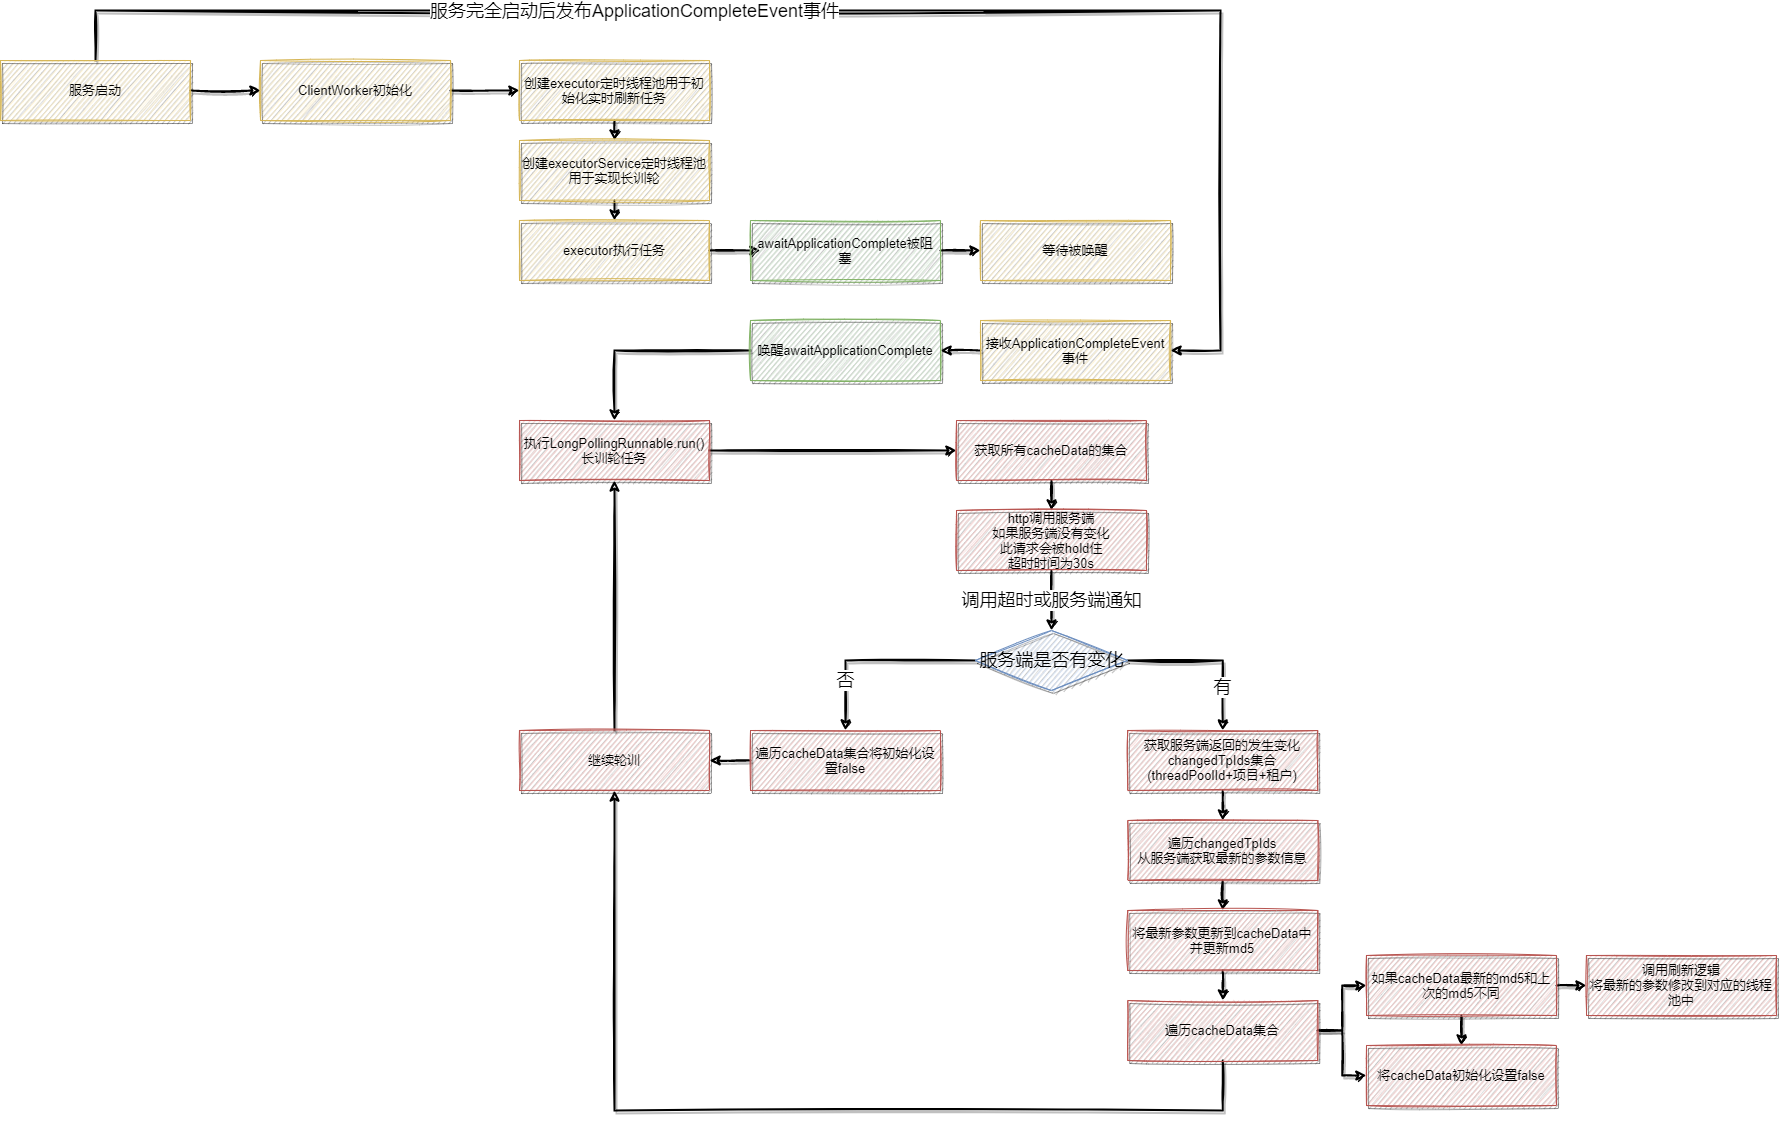 服务完全启动后发布ApplicationCompleteEvent事件
服务启动
ClientWorker初始化
创建executor定时线程池用于初
始化实时刷新任务
创建executorService定时线程池
用于实现长训轮
executor执行任务
awaitApplicationComplete被阻
塞
等待被唤醒
唤醒awaitApplicationComplete
接收ApplicationCompleteEvent
事件
执行LongPollingRunnable.run()
长训轮任务
获取所有cacheData的集合
http调用服务端
如果服务端没有变化
此请求会被hold住
超时时间为30s
调用超时或服务端通知
服务端是否有变化
否
有
继续轮训
遍历cacheData集合将初始化设
置false
获取服务端返回的发生变化
changedTpIds集合
(threadPoolId+项目+租户)
遍历changedTpIds
从服务端获取最新的参数信息
将最新参数更新到cacheData中
并更新md5
遍历cacheData集合
如果cacheData最新的md5和上
次的md5不同
调用刷新逻辑
将最新的参数修改到对应的线程
池中
将cacheData初始化设置false